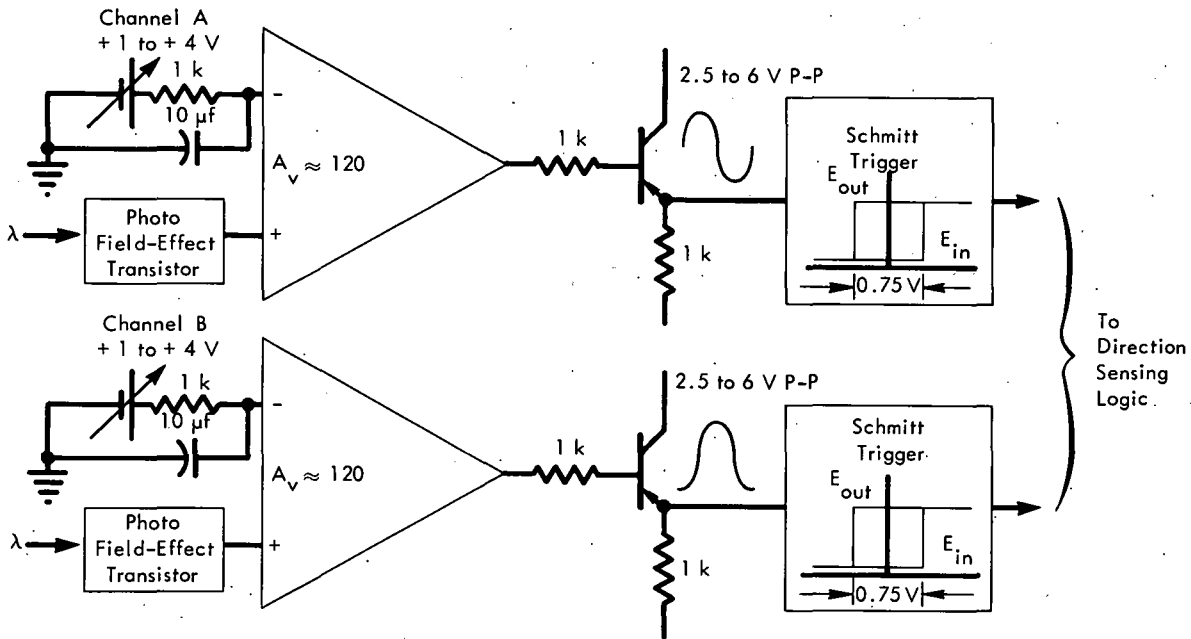 Channel A
+ 1 to + 4 V
1 k
10 μf
−
A_v ≈ 120
+
λ
Photo
Field-Effect
Transistor
1 k
2.5 to 6 V P-P
1 k
Schmitt
Trigger
E_out
E_in
0.75 V
Channel B
+ 1 to + 4 V
1 k
10 μf
−
A_v ≈ 120
+
λ
Photo
Field-Effect
Transistor
1 k
2.5 to 6 V P-P
1 k
Schmitt
Trigger
E_out
E_in
0.75 V
To
Direction
Sensing
Logic